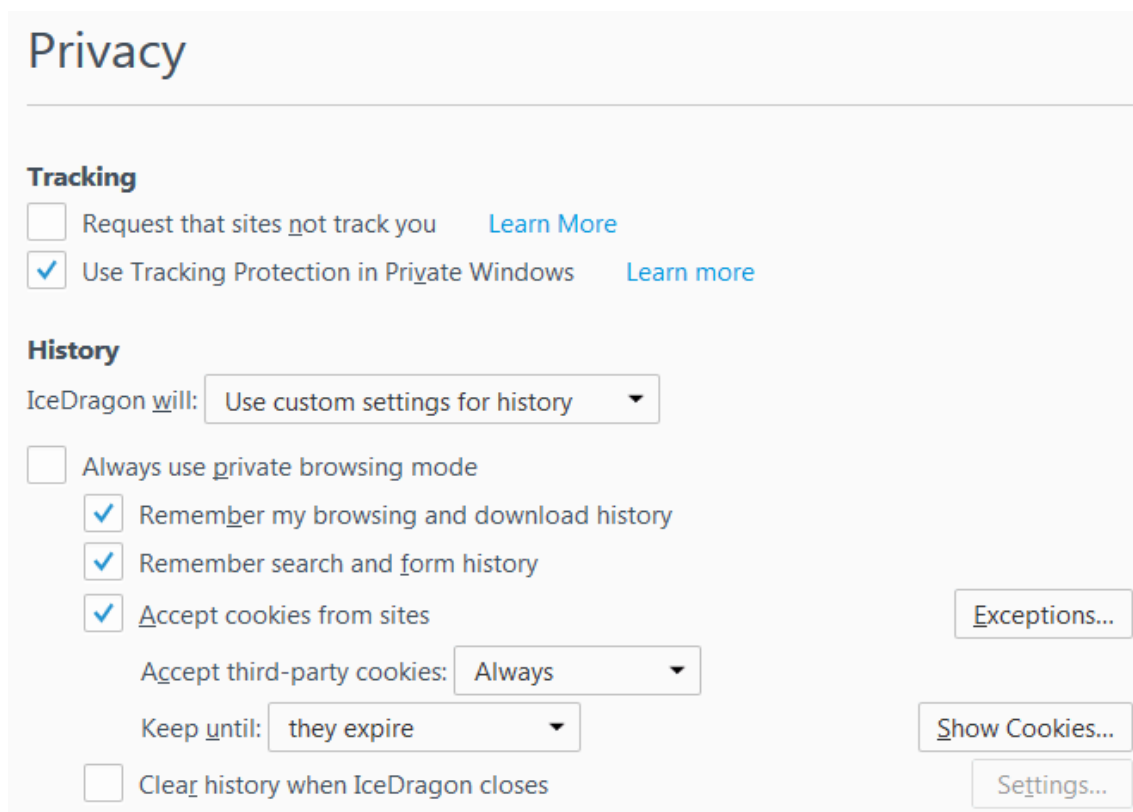 Privacy
Tracking
Request that sites not track you Learn More
Use Tracking Protection in Private Windows Learn more
History
IceDragon will: Use custom settings for history
Always use private browsing mode
Remember my browsing and download history
Remember search and form history
Accept cookies from sites Exceptions...
Accept third-party cookies: Always
Keep until: they expire Show Cookies...
Clear history when IceDragon closes Settings...